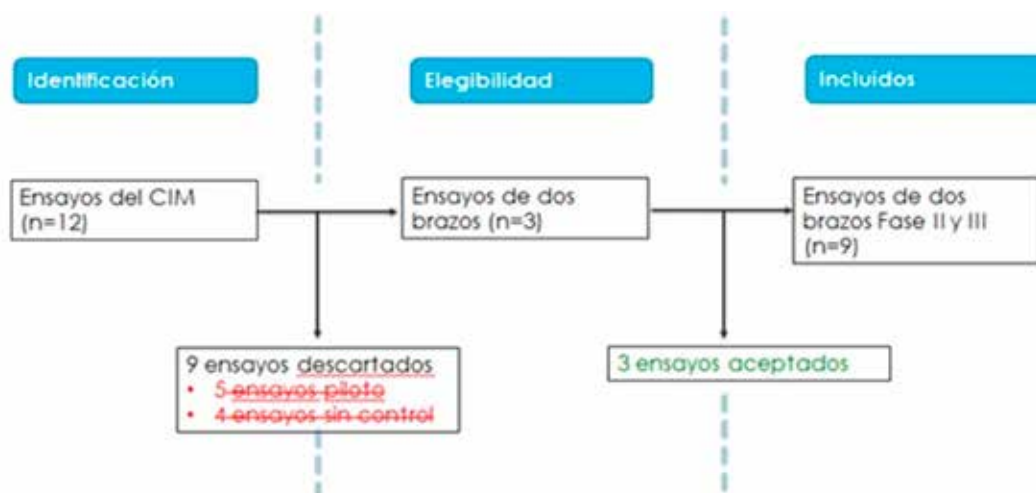 Identificación
Elegibilidad
Incluidos
Ensayos del CIM
(n=12)
Ensayos de dos
brazos (n=3)
Ensayos de dos
brazos Fase II y III
(n=9)
9 ensayos descartados
• 5 ensayos piloto
• 4 ensayos sin control
3 ensayos aceptados